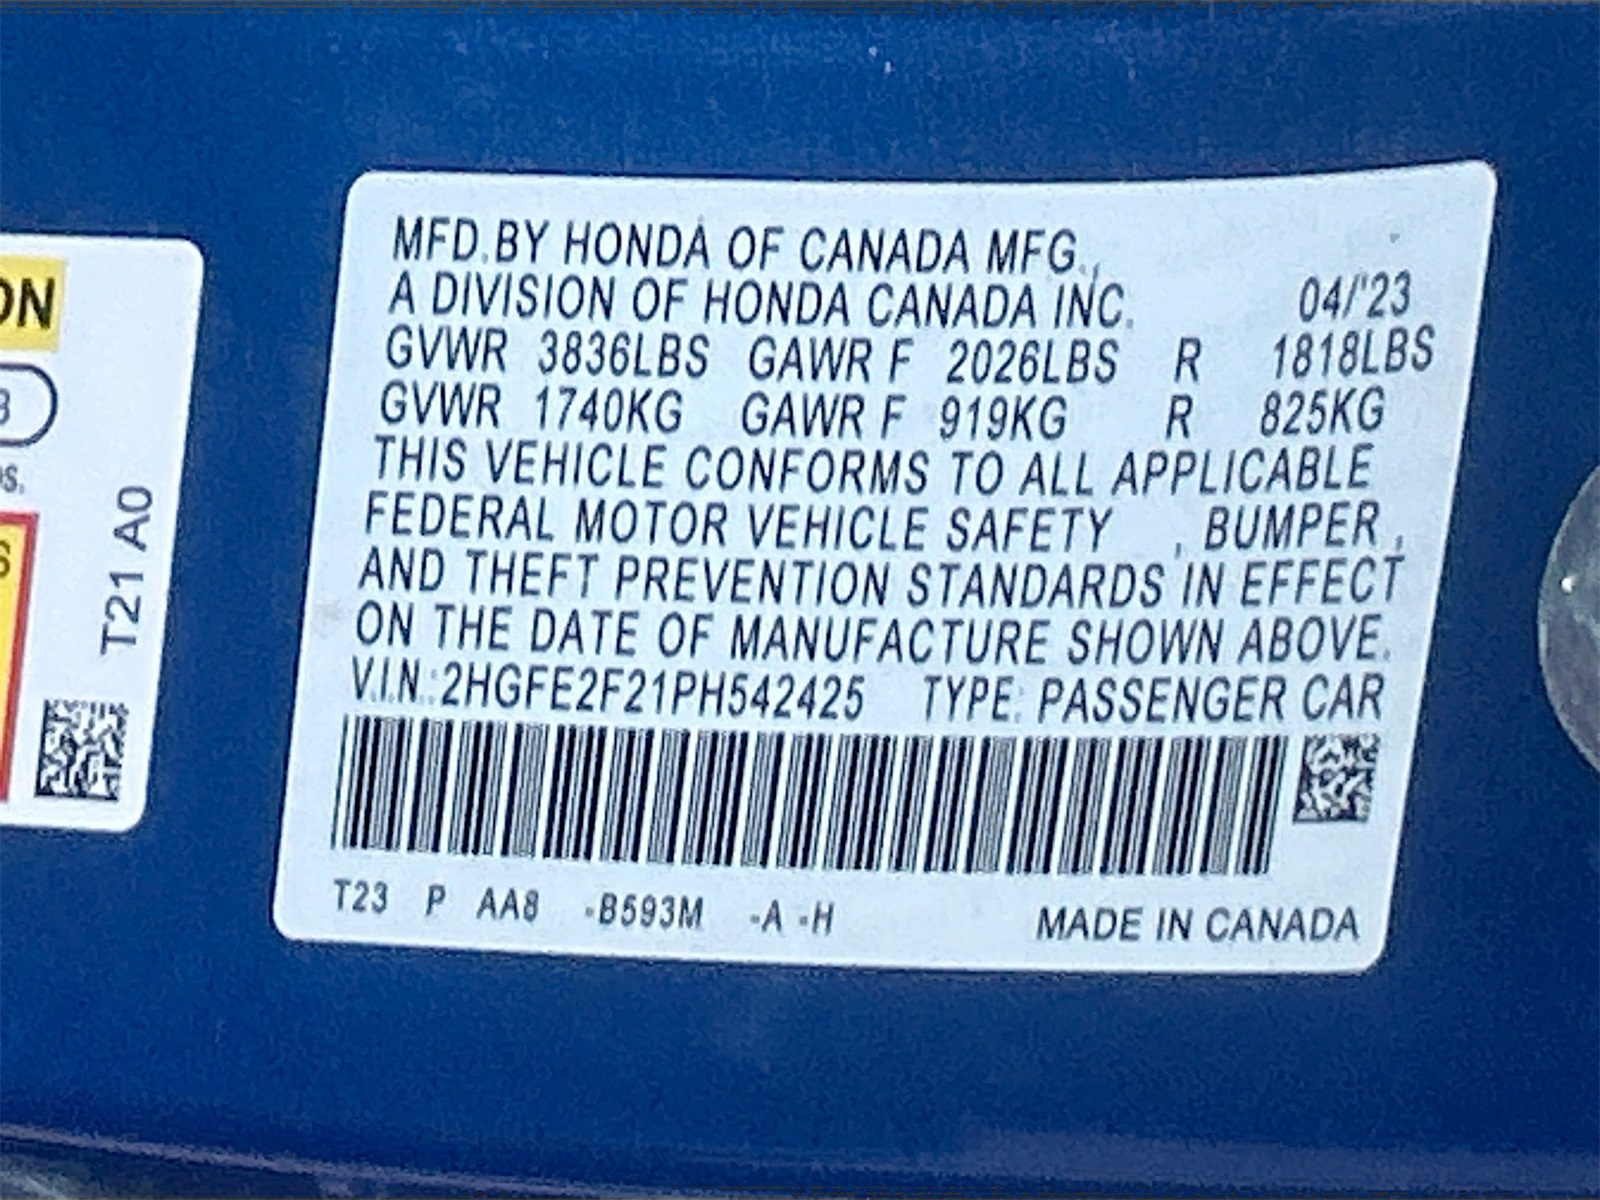 MFD.BY HONDA OF CANADA MFG.,
A DIVISION OF HONDA CANADA INC. 04/'23
GVWR 3836LBS GAWR F 2026LBS R 1818LBS
GVWR 1740KG GAWR F 919KG R 825KG
THIS VEHICLE CONFORMS TO ALL APPLICABLE
FEDERAL MOTOR VEHICLE SAFETY , BUMPER ,
AND THEFT PREVENTION STANDARDS IN EFFECT
ON THE DATE OF MANUFACTURE SHOWN ABOVE.
V.I.N.:2HGFE2F21PH542425 TYPE: PASSENGER CAR
T23 P AA8 -B593M -A -H MADE IN CANADA
T21 A0